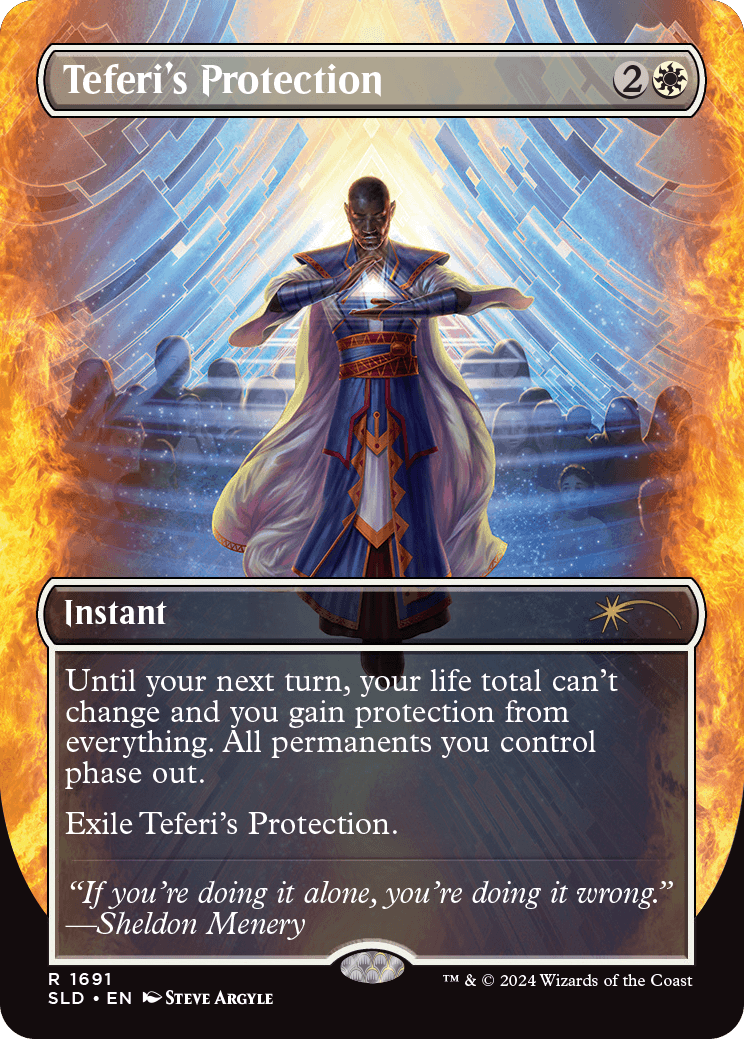 Teferi's Protection 2
Instant
Until your next turn, your life total can't
change and you gain protection from
everything. All permanents you control
phase out.
Exile Teferi's Protection.
“If you're doing it alone, you're doing it wrong.”
—Sheldon Menery
R 1691
SLD • EN Steve Argyle
™ & © 2024 Wizards of the Coast